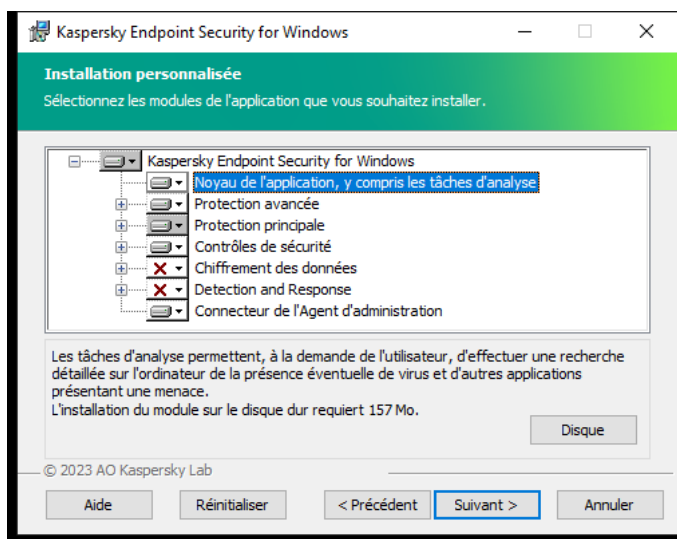 Kaspersky Endpoint Security for Windows
Installation personnalisée
Sélectionnez les modules de l'application que vous souhaitez installer.
Kaspersky Endpoint Security for Windows
Noyau de l'application, y compris les tâches d'analyse
Protection avancée
Protection principale
Contrôles de sécurité
Chiffrement des données
Detection and Response
Connecteur de l'Agent d'administration
Les tâches d'analyse permettent, à la demande de l'utilisateur, d'effectuer une recherche
détaillée sur l'ordinateur de la présence éventuelle de virus et d'autres applications
présentant une menace.
L'installation du module sur le disque dur requiert 157 Mo.
Disque
© 2023 AO Kaspersky Lab
Aide
Réinitialiser
< Précédent
Suivant >
Annuler